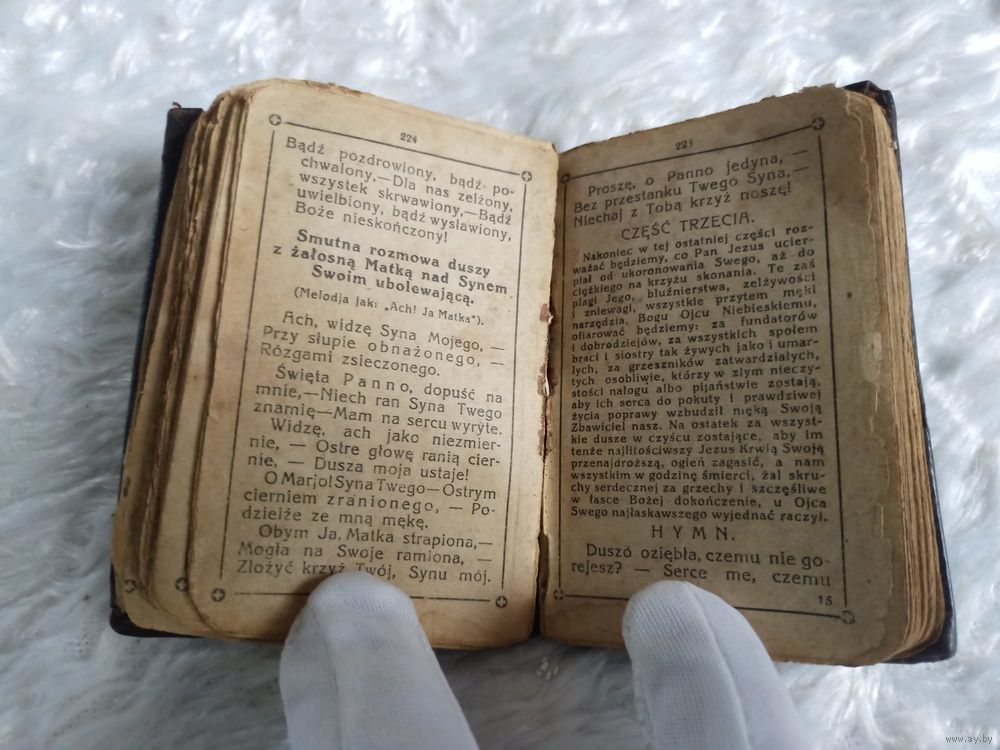 224
Bądź pozdrowiony, bądź po-
chwalony,—Dla nas zelżony,
wszystek skrwawiony,—Bądź
uwielbiony, bądź wysławiony,
Boże nieskończony!
Smutna rozmowa duszy
z żałosną Matką nad Synem
Swoim ubolewającą.
(Melodja jak: „Ach! Ja Matka").
Ach, widzę Syna Mojego, —
Przy słupie obnażonego, —
Rózgami zsieczonego.
Święta Panno, dopuść na
mnie,—Niech ran Syna Twego
znamię—Mam na sercu wyryte.
Widzę, ach jako niezmier-
nie, — Ostre głowę ranią cier-
nie, — Dusza moja ustaje!
O Marjo! Syna Twego—Ostrym
cierniem zranionego, — Po-
dzielże ze mną mękę.
Obym Ja, Matka strapiona,—
Mogła na Swoje ramiona, —
Złożyć krzyż Twój, Synu mój.
223
Proszę, o Panno jedyna, —
Bez przestanku Twego Syna, —
Niechaj z Tobą krzyż noszę!
CZĘŚĆ TRZECIA.
Nakoniec w tej ostatniej części roz-
ważać będziemy, co Pan Jezus ucier-
piał od ukoronowania Swego, aż do
ciężkiego na krzyżu skonania. Te zaś
plagi Jego, bluźnierstwa, zelżywości
i zniewagi, wszystkie przytem męki
narzędzia, Bogu Ojcu Niebieskiemu,
ofiarować będziemy: za fundatorów
i dobrodziejów, za wszystkich społem
braci i siostry tak żywych jako i umar-
łych, za grzeszników zatwardziałych,
tych osobliwie, którzy w złym nieczy-
stości nałogu albo pijaństwie zostają,
aby ich serca do pokuty i prawdziwej
życia poprawy wzbudził męką Swoją
Zbawiciel nasz. Na ostatek za wszyst-
kie dusze w czyścu zostające, aby im
tenże najlitościwszy Jezus Krwią Swoją
przenajdroższą, ogień zagasić, a nam
wszystkim w godzinę śmierci, żal skru-
chy serdecznej za grzechy i szczęśliwe
w łasce Bożej dokończenie, u Ojca
Swego najłaskawszego wyjednać raczył.
HYMN.
Duszo oziębła, czemu nie go-
rejesz? — Serce me, czemu
15
www.ay.by